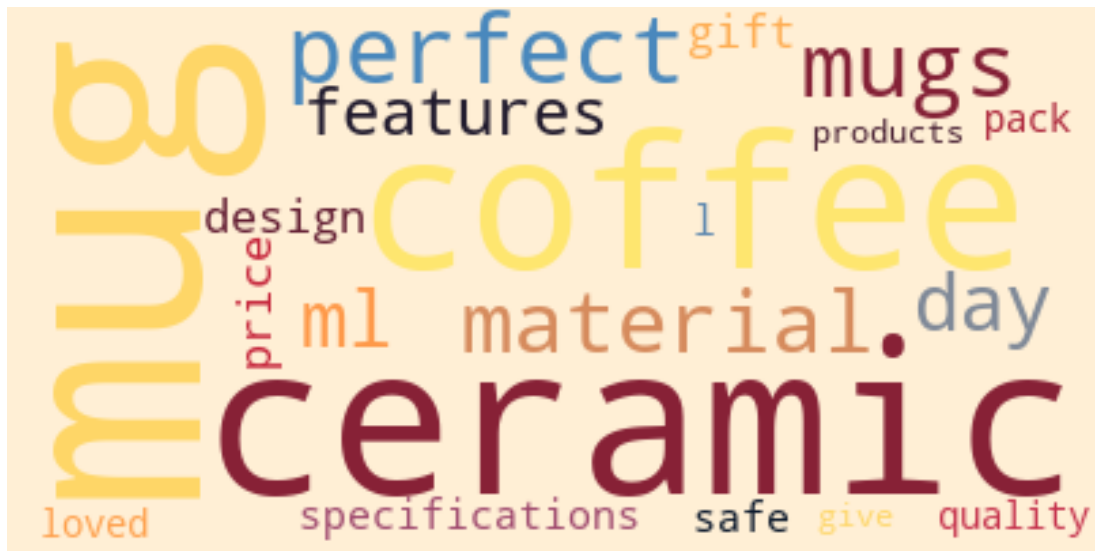 mug
perfect
gift
mugs
features
products
pack
coffee
design
l
price
ml
material
day
ceramic
loved
specifications
safe
give
quality